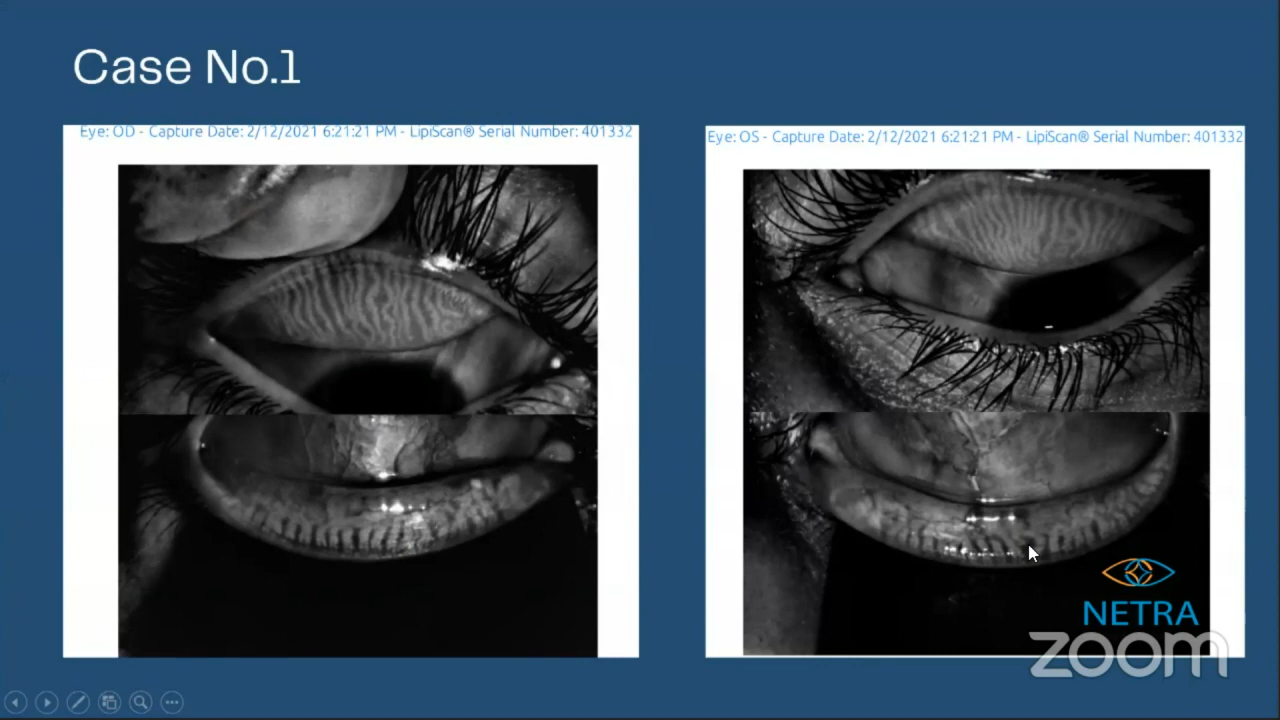 Case No.1
Eye: OD - Capture Date: 2/12/2021 6:21:21 PM - LipiScan® Serial Number: 401332
Eye: OS - Capture Date: 2/12/2021 6:21:21 PM - LipiScan® Serial Number: 401332
NETRA
zoom